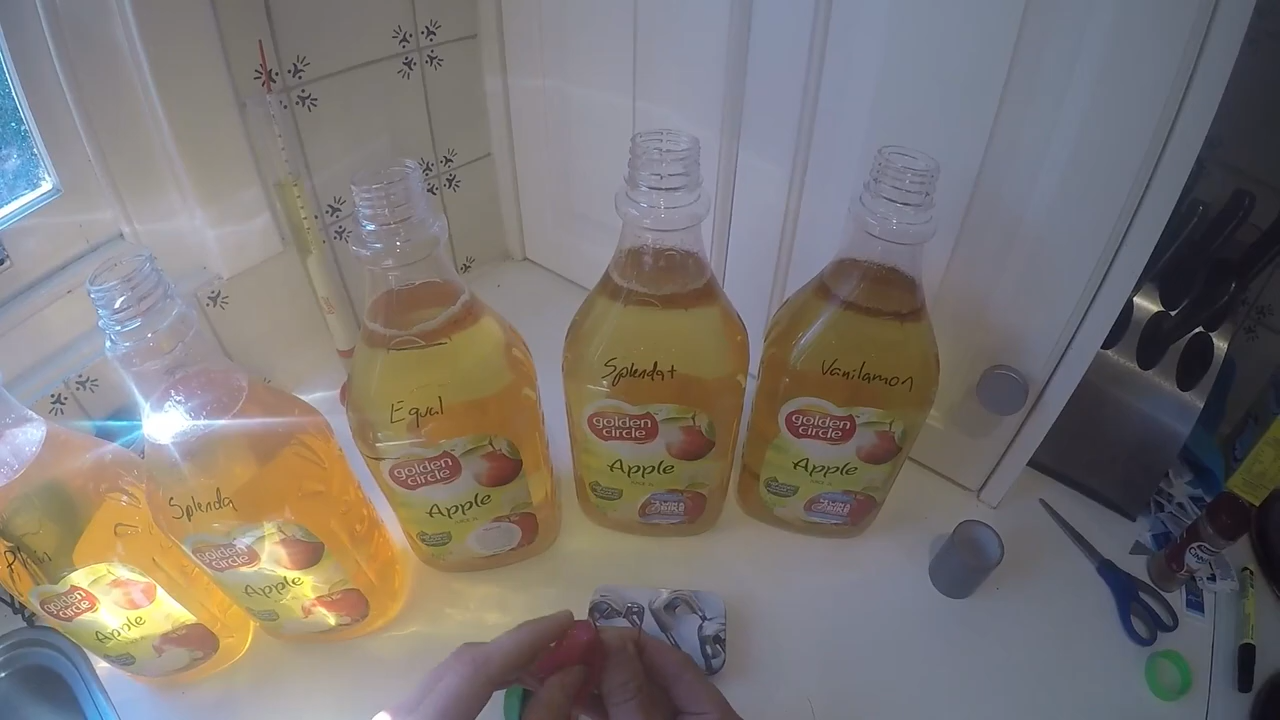 Plain
golden
circle
Apple
Splenda
golden
circle
Apple
Equal
golden
circle
Apple
Splenda+
golden
circle
Apple
Vanilamon
golden
circle
Apple